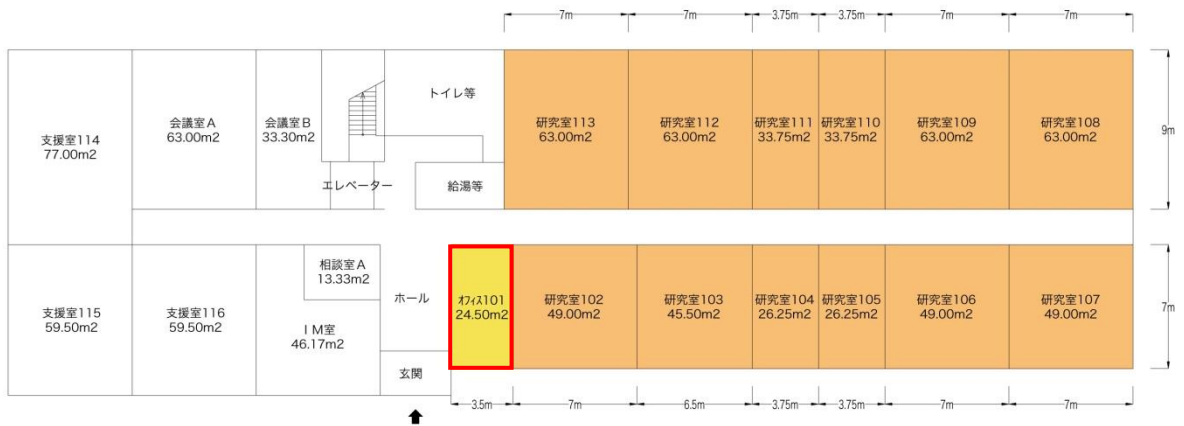 7m
7m
3.75m
3.75m
7m
7m
トイレ等
支援室114
77.00m2
会議室A
63.00m2
会議室B
33.30m2
研究室113
63.00m2
研究室112
63.00m2
研究室111
33.75m2
研究室110
33.75m2
研究室109
63.00m2
研究室108
63.00m2
9m
エレベーター
給湯等
相談室A
13.33m2
ホール
支援室115
59.50m2
支援室116
59.50m2
IM室
46.17m2
オフィス101
24.50m2
研究室102
49.00m2
研究室103
45.50m2
研究室104
26.25m2
研究室105
26.25m2
研究室106
49.00m2
研究室107
49.00m2
7m
玄関
3.5m
7m
6.5m
3.75m
3.75m
7m
7m